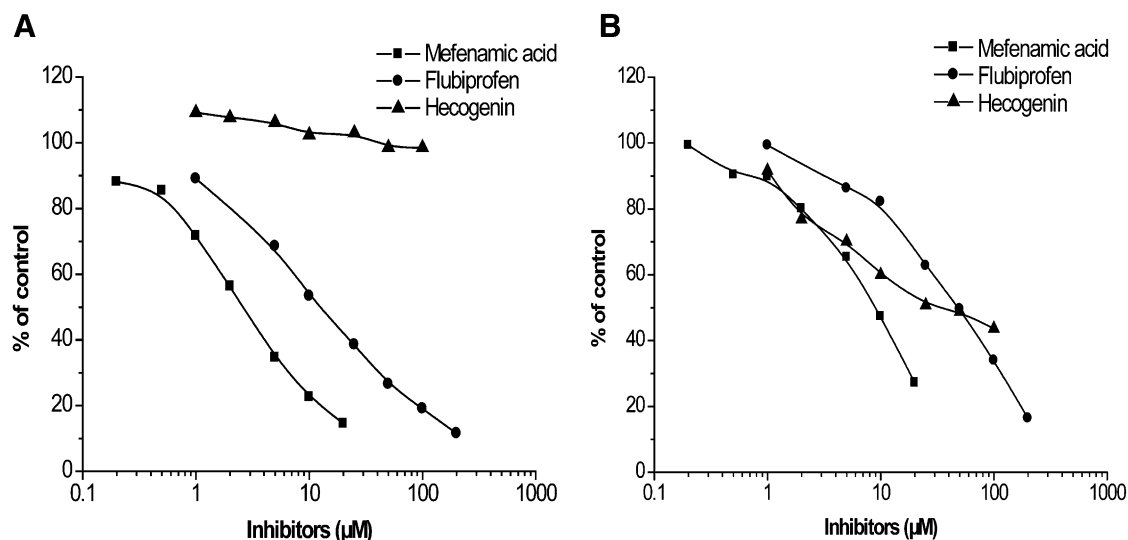 A
Mefenamic acid
Flubiprofen
Hecogenin
120
100
80
60
40
20
0
% of control
0.1 1 10 100 1000
Inhibitors (µM)
B
Mefenamic acid
Flubiprofen
Hecogenin
120
100
80
60
40
20
0
% of control
0.1 1 10 100 1000
Inhibitors (µM)